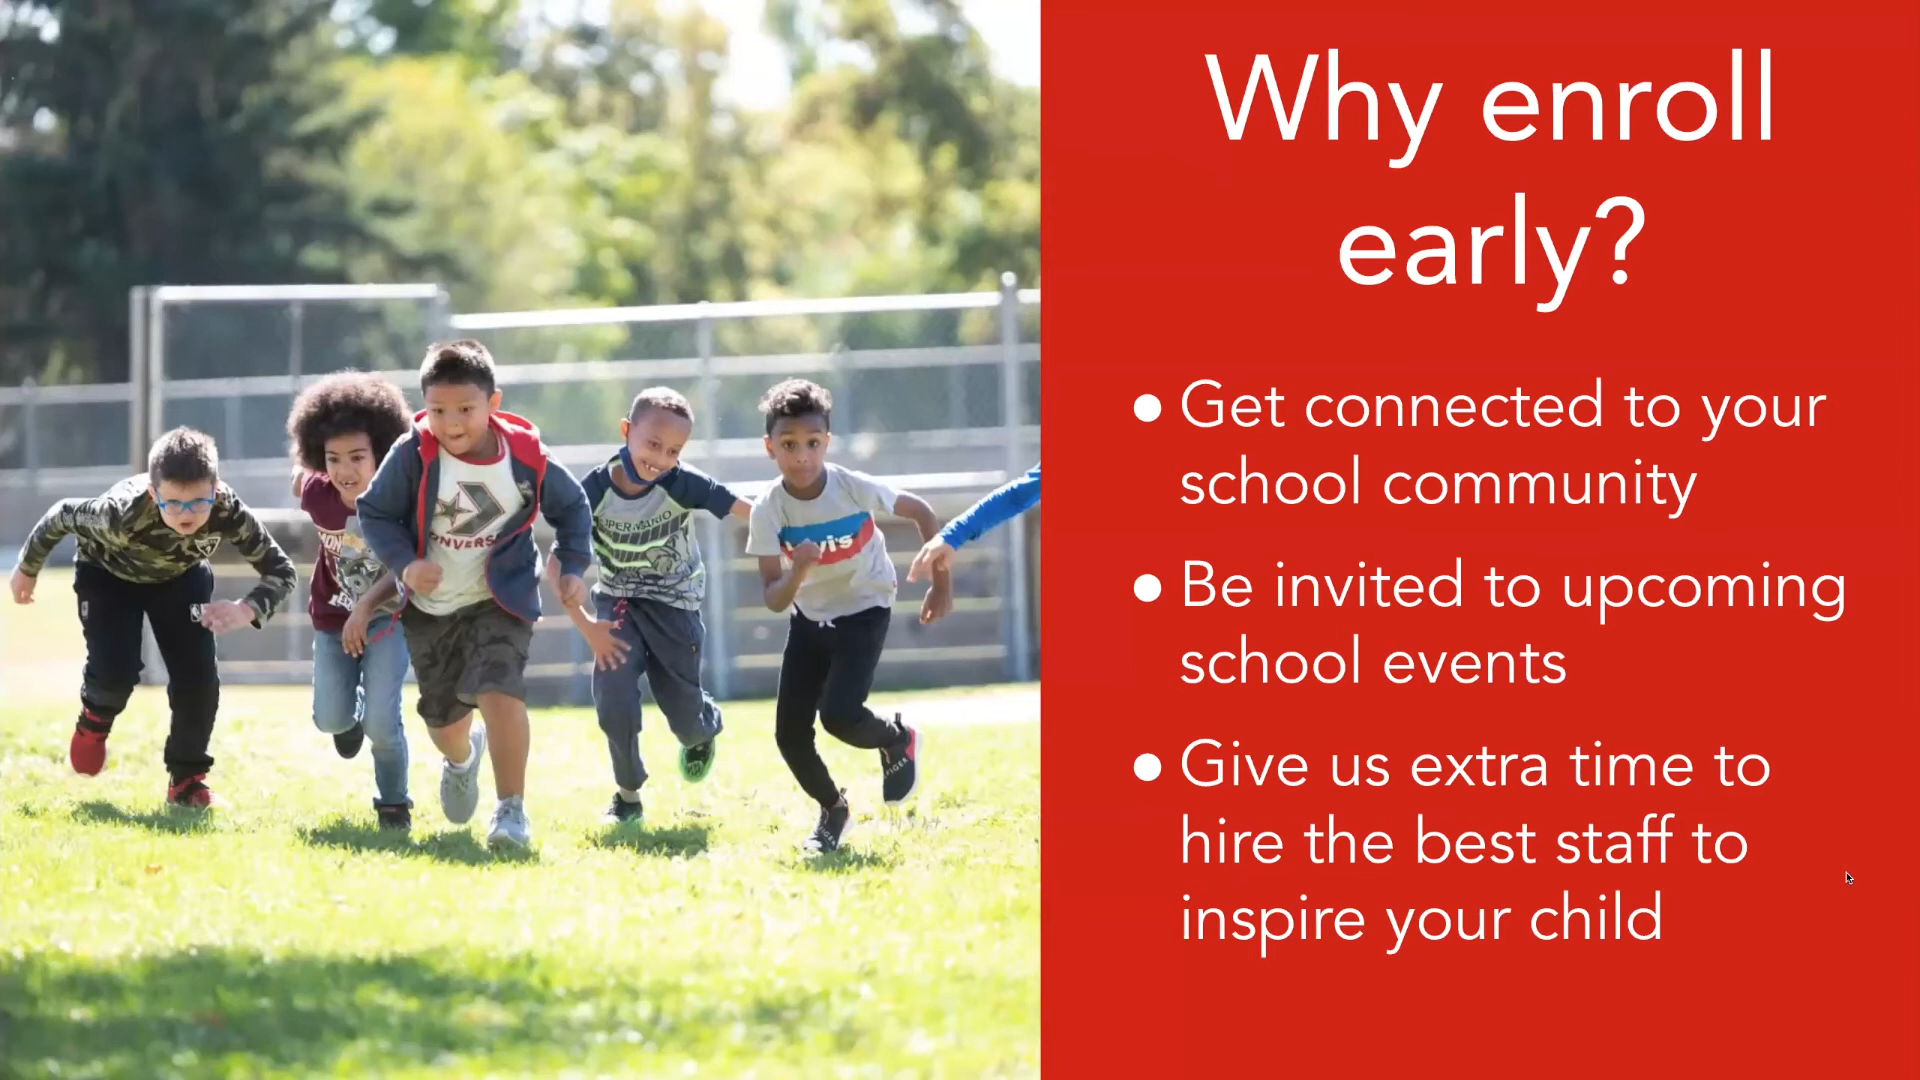 Why enroll
early?
• Get connected to your
school community
• Be invited to upcoming
school events
• Give us extra time to
hire the best staff to
inspire your child